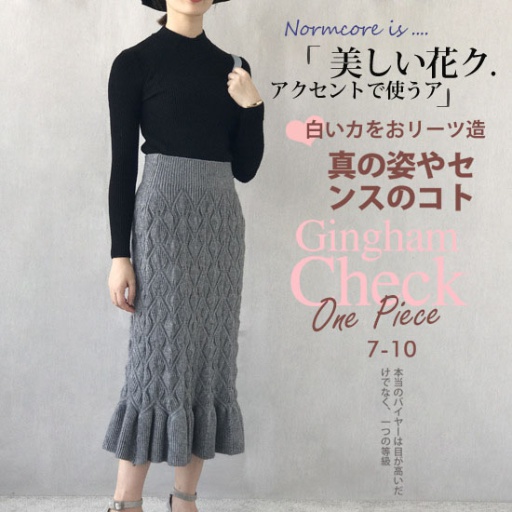 Normcore is ....
「 美しい花ク.
アクセントで使うア」
白い力をおリーツ造
真の姿やセ
ンスのコト
Gingham
Check
One Piece
7-10
本当のバイヤーは目が高いだ
けでなく、一つの等級